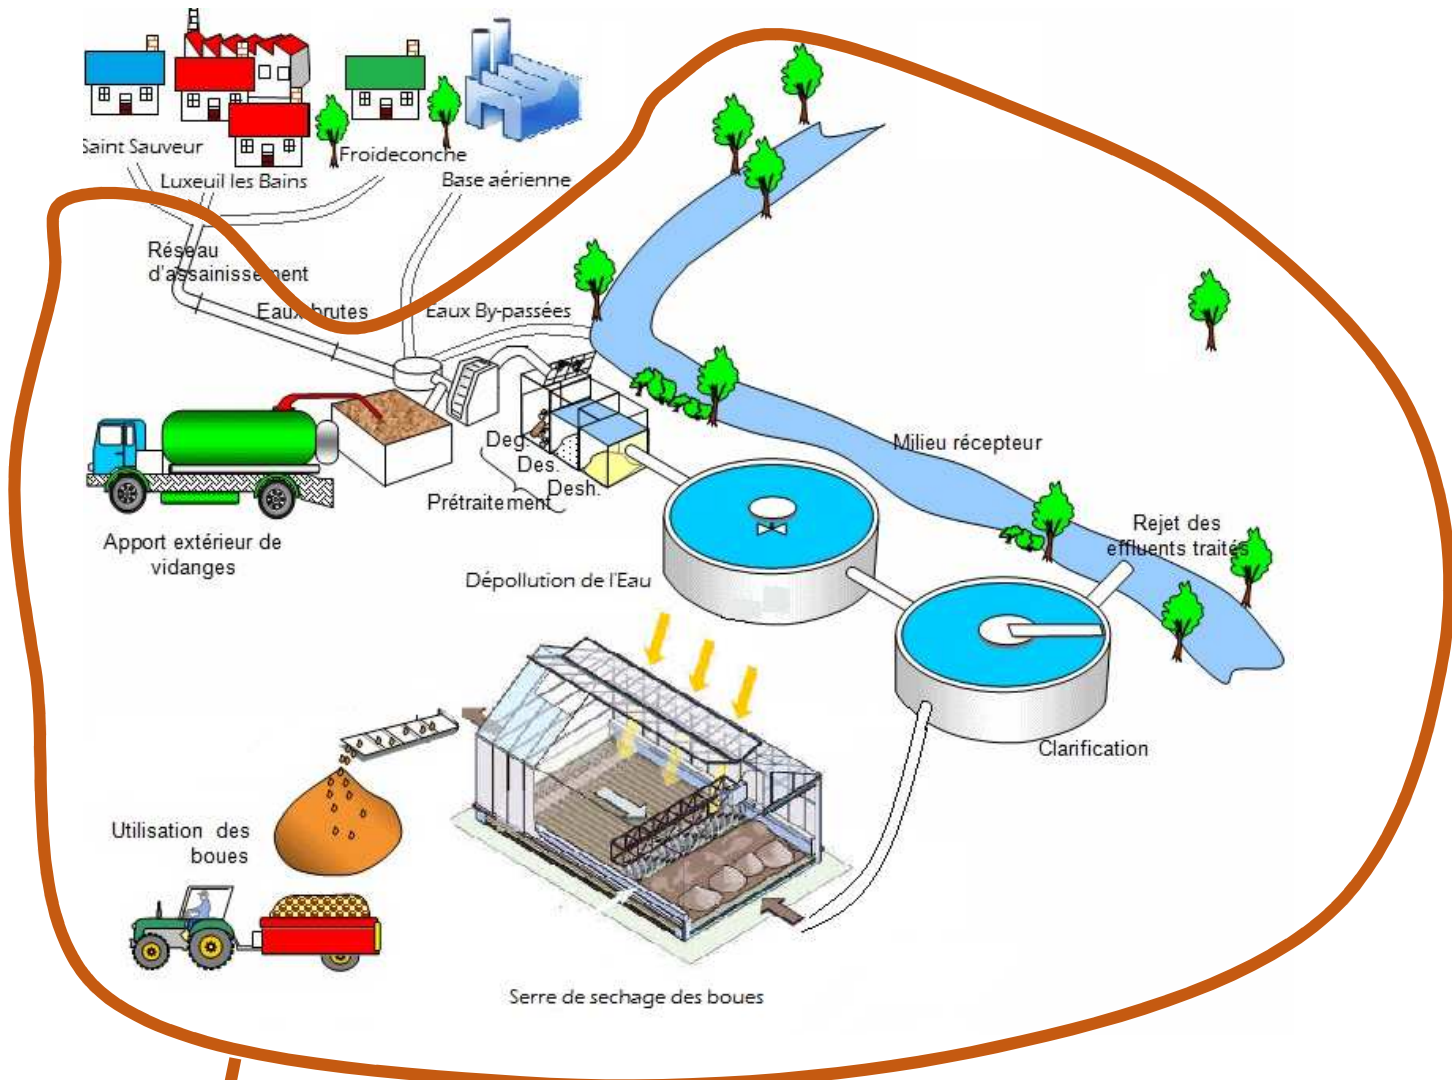 Saint Sauveur
Froideconche
Luxeuil les Bains
Base aérienne
Réseau
d'assainissement
Eaux brutes
Eaux By-passées
Milieu récepteur
Deg.
Des.
Desh.
Prétraitement
Rejet des
effluents traités
Apport extérieur de
vidanges
Dépollution de l'Eau
Clarification
Utilisation des
boues
Serre de sechage des boues